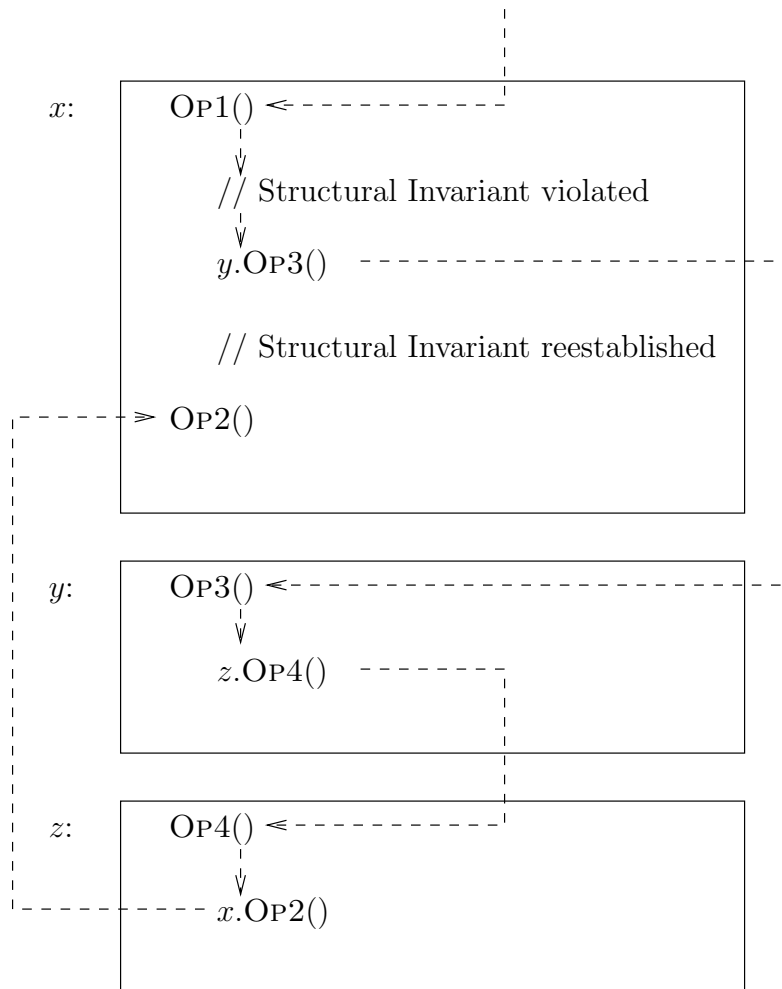 x: Op1()
// Structural Invariant violated
y.Op3()
// Structural Invariant reestablished
Op2()
y: Op3()
z.Op4()
z: Op4()
x.Op2()